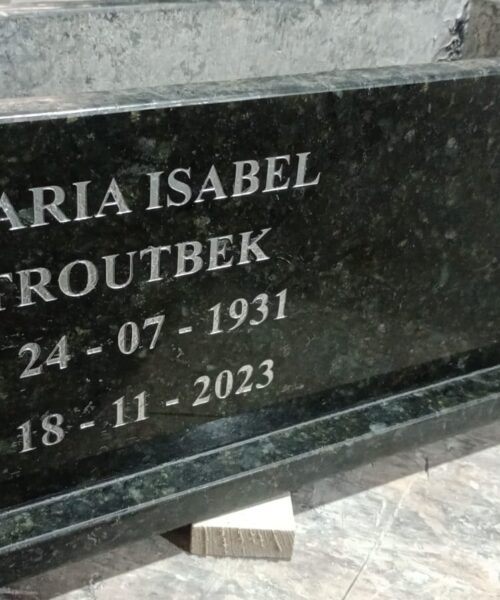 ARIA ISABEL
TROUTBEK
24 - 07 - 1931
18 - 11 - 2023